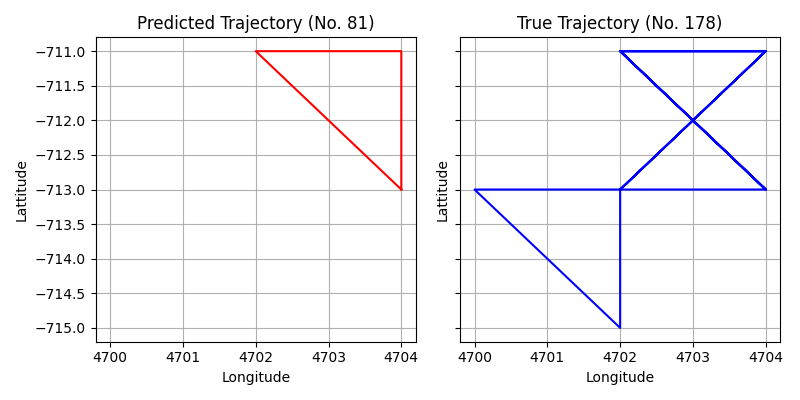 Predicted Trajectory (No. 81)
True Trajectory (No. 178)
−711.0
−711.5
−712.0
−712.5
−713.0
−713.5
−714.0
−714.5
−715.0
Lattitude
Lattitude
4700 4701 4702 4703 4704
4700 4701 4702 4703 4704
Longitude
Longitude